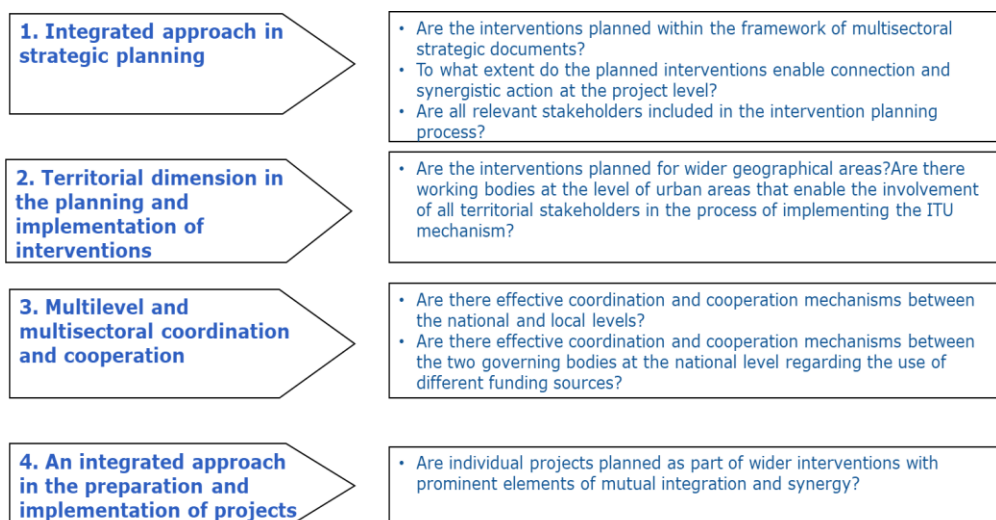 1. Integrated approach in
strategic planning
• Are the interventions planned within the framework of multisectoral
strategic documents?
• To what extent do the planned interventions enable connection and
synergistic action at the project level?
• Are all relevant stakeholders included in the intervention planning
process?
2. Territorial dimension in
the planning and
implementation of
interventions
• Are the interventions planned for wider geographical areas?Are there
working bodies at the level of urban areas that enable the involvement
of all territorial stakeholders in the process of implementing the ITU
mechanism?
3. Multilevel and
multisectoral coordination
and cooperation
• Are there effective coordination and cooperation mechanisms between
the national and local levels?
• Are there effective coordination and cooperation mechanisms between
the two governing bodies at the national level regarding the use of
different funding sources?
4. An integrated approach
in the preparation and
implementation of projects
• Are individual projects planned as part of wider interventions with
prominent elements of mutual integration and synergy?